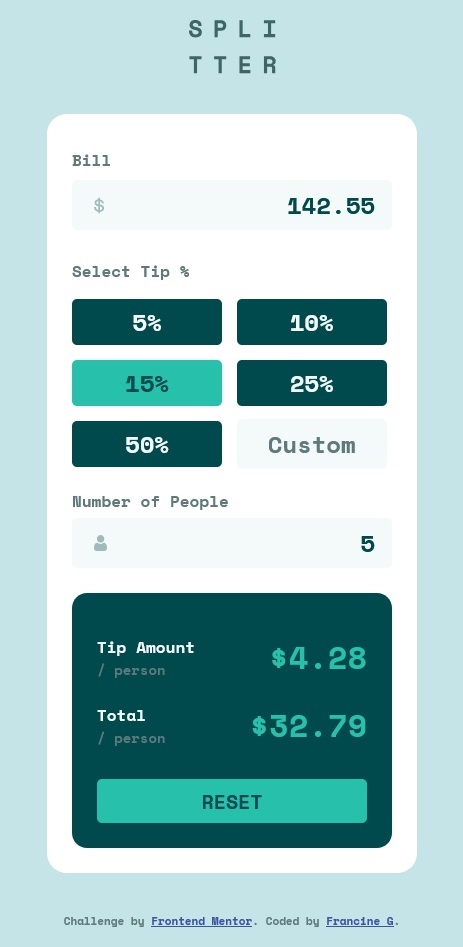 SPLI
TTER
Bill
$ 142.55
Select Tip %
5% 10%
15% 25%
50% Custom
Number of People
5
Tip Amount
/ person
$4.28
Total
/ person
$32.79
RESET
Challenge by Frontend Mentor. Coded by Francine G.